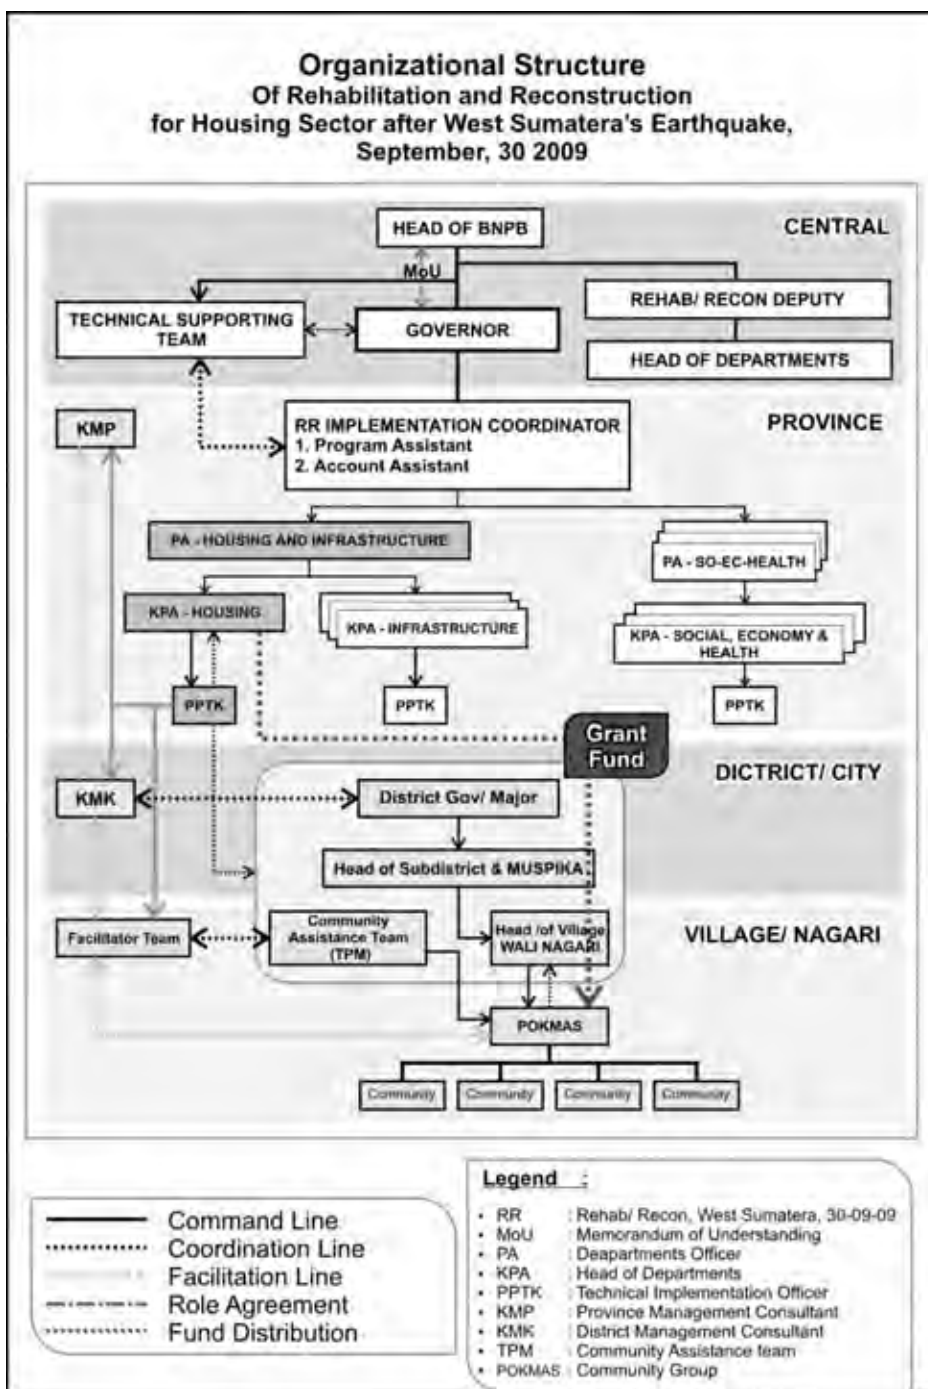 Organizational Structure
Of Rehabilitation and Reconstruction
for Housing Sector after West Sumatera's Earthquake,
September, 30 2009
CENTRAL
HEAD OF BNPB
MoU
REHAB/ RECON DEPUTY
TECHNICAL SUPPORTING
TEAM
GOVERNOR
HEAD OF DEPARTMENTS
PROVINCE
KMP
RR IMPLEMENTATION COORDINATOR
1. Program Assistant
2. Account Assistant
PA - HOUSING AND INFRASTRUCTURE
PA - SO-EC-HEALTH
KPA - HOUSING
KPA - INFRASTRUCTURE
KPA - SOCIAL, ECONOMY &
HEALTH
PPTK
PPTK
PPTK
Grant
Fund
DICTRICT/ CITY
KMK
District Gov/ Major
Head of Subdistrict & MUSPIKA
VILLAGE/ NAGARI
Facilitator Team
Community
Assistance Team
(TPM)
Head /of Village
WALI NAGARI
POKMAS
Community
Community
Community
Community
Command Line
Coordination Line
Facilitation Line
Role Agreement
Fund Distribution
Legend :
• RR : Rehab/ Recon, West Sumatera, 30-09-09
• MoU : Memorandum of Understanding
• PA : Deapartments Officer
• KPA : Head of Departments
• PPTK : Technical Implementation Officer
• KMP : Province Management Consultant
• KMK : District Management Consultant
• TPM : Community Assistance team
• POKMAS : Community Group